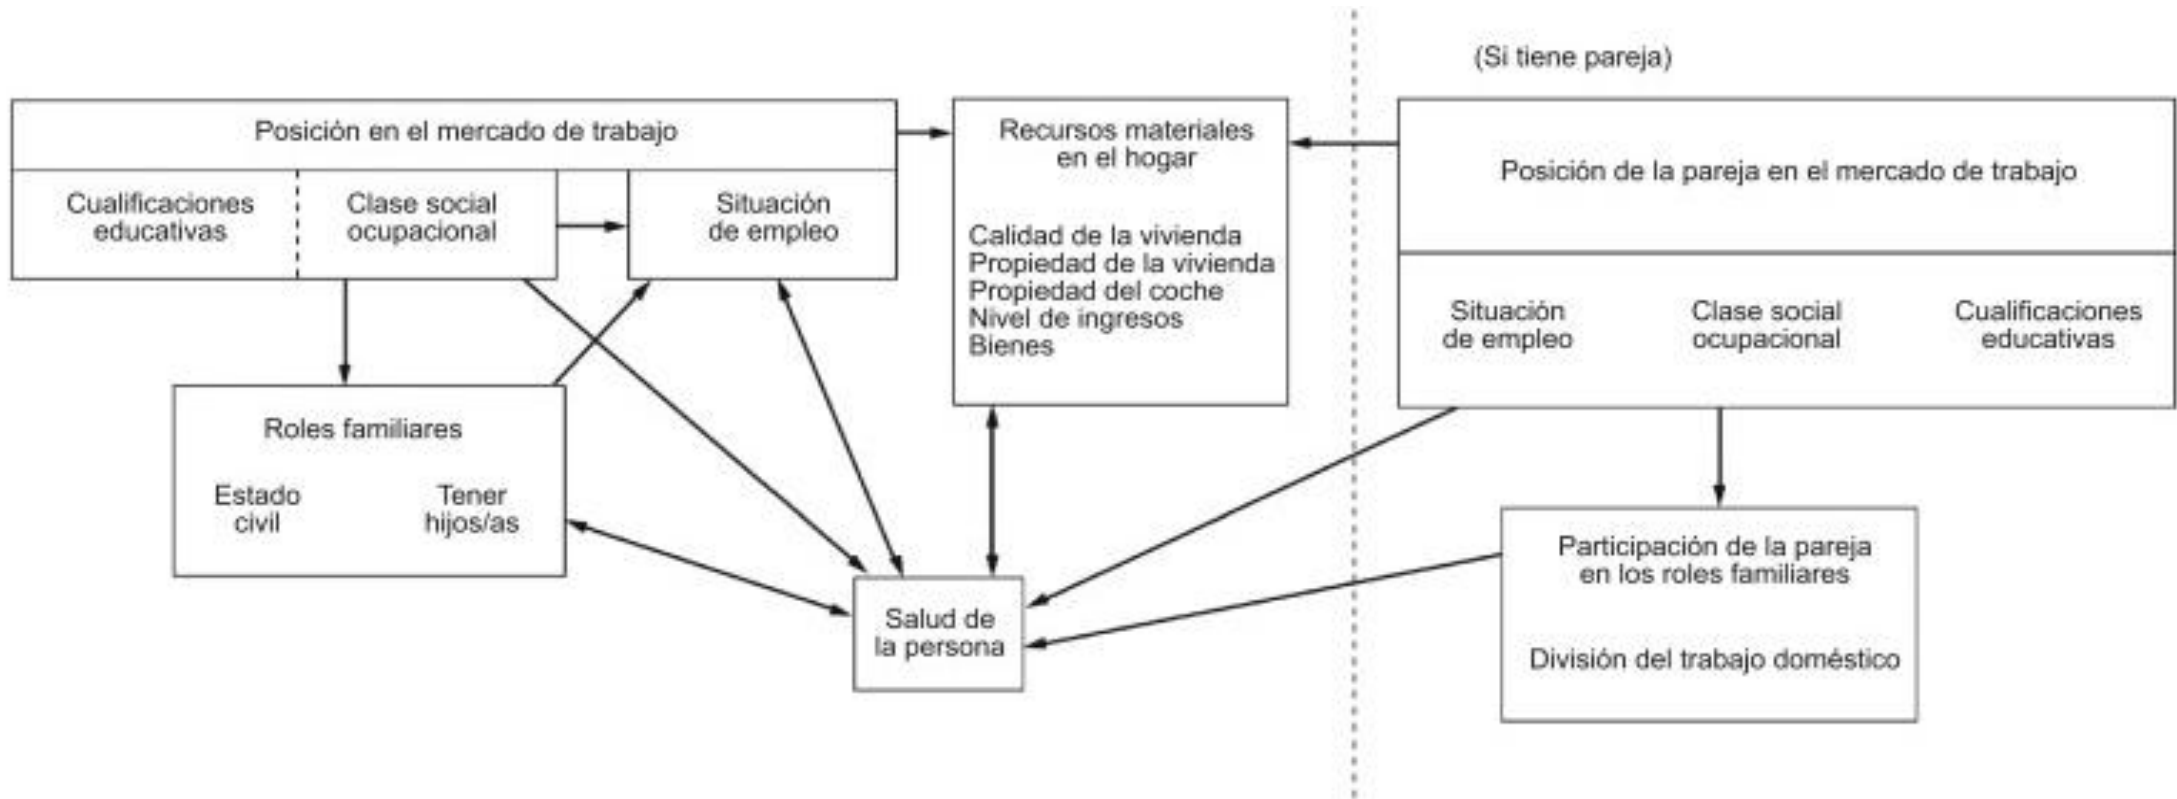 (Si tiene pareja)
Posición en el mercado de trabajo
Cualificaciones
educativas
Clase social
ocupacional
Situación
de empleo
Recursos materiales
en el hogar
Calidad de la vivienda
Propiedad de la vivienda
Propiedad del coche
Nivel de ingresos
Bienes
Posición de la pareja en el mercado de trabajo
Situación
de empleo
Clase social
ocupacional
Cualificaciones
educativas
Roles familiares
Estado
civil
Tener
hijos/as
Salud de
la persona
Participación de la pareja
en los roles familiares
División del trabajo doméstico